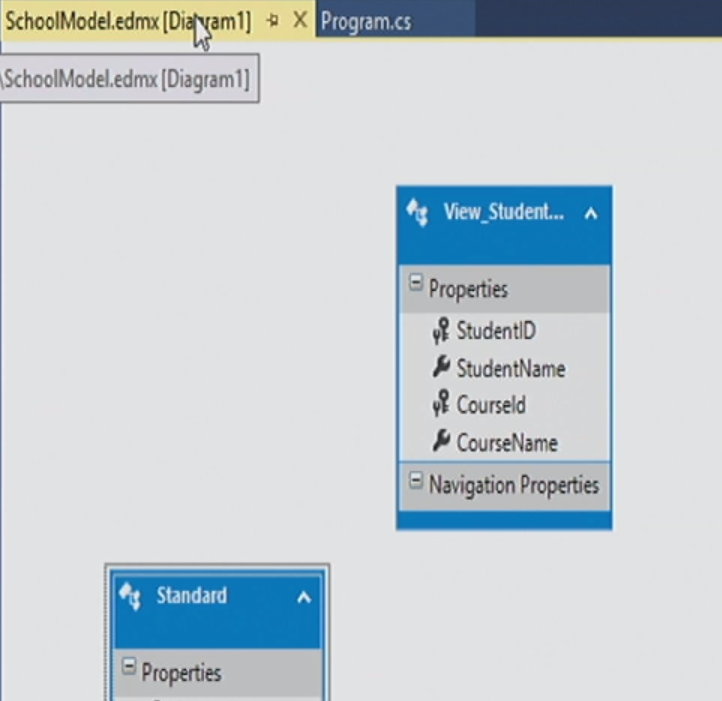 SchoolModel.edmx [Diagram1]
Program.cs
\SchoolModel.edmx [Diagram1]
View_Student...
Properties
StudentID
StudentName
CourseId
CourseName
Navigation Properties
Standard
Properties